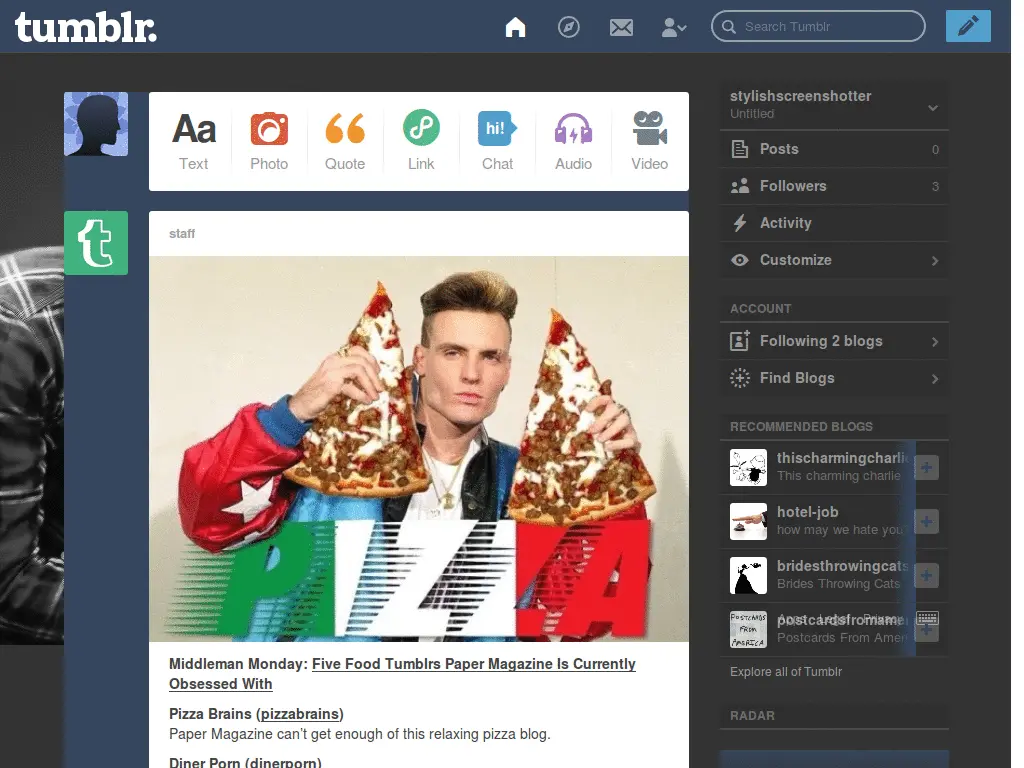 tumblr.
Search Tumblr
Aa
hi!
Text
Photo
Quote
Link
Chat
Audio
Video
t
staff
PIZZA
Middleman Monday: Five Food Tumblrs Paper Magazine Is Currently
Obsessed With
Pizza Brains (pizzabrains)
Paper Magazine can't get enough of this relaxing pizza blog.
Diner Porn (dinerporn)
stylishscreenshotter
Untitled
Posts 0
Followers 3
Activity
Customize
ACCOUNT
Following 2 blogs
Find Blogs
RECOMMENDED BLOGS
thischarmingcharlie
This charming charlie
hotel-job
how may we hate you
bridesthrowingcats
Brides Throwing Cats
POSTCARDS
FROM
AMERICA
Postcards From Amer
Explore all of Tumblr
RADAR